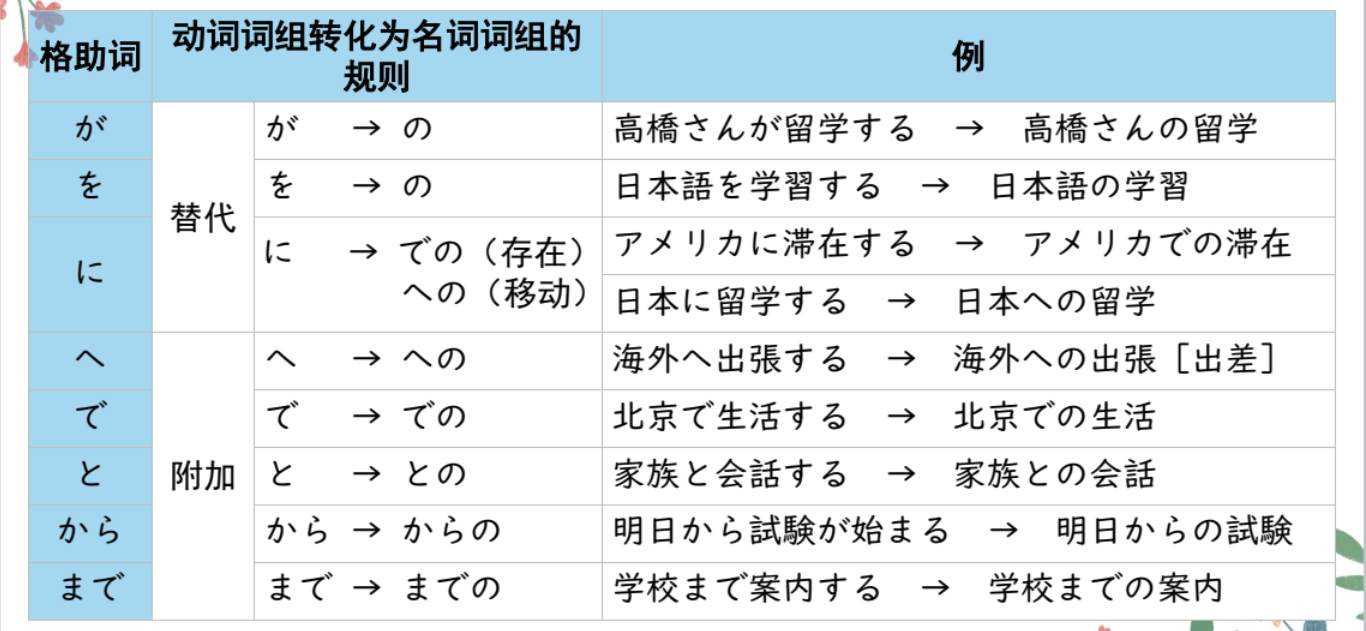 格助词 动词词组转化为名词词组的规则 例
が 替代 が → の 高橋さんが留学する → 高橋さんの留学
を を → の 日本語を学習する → 日本語の学習
に に → での（存在） アメリカに滞在する → アメリカでの滞在
への（移动） 日本に留学する → 日本への留学
へ 附加 へ → への 海外へ出張する → 海外への出張［出差］
で で → での 北京で生活する → 北京での生活
と と → との 家族と会話する → 家族との会話
から から → からの 明日から試験が始まる → 明日からの試験
まで まで → までの 学校まで案内する → 学校までの案内